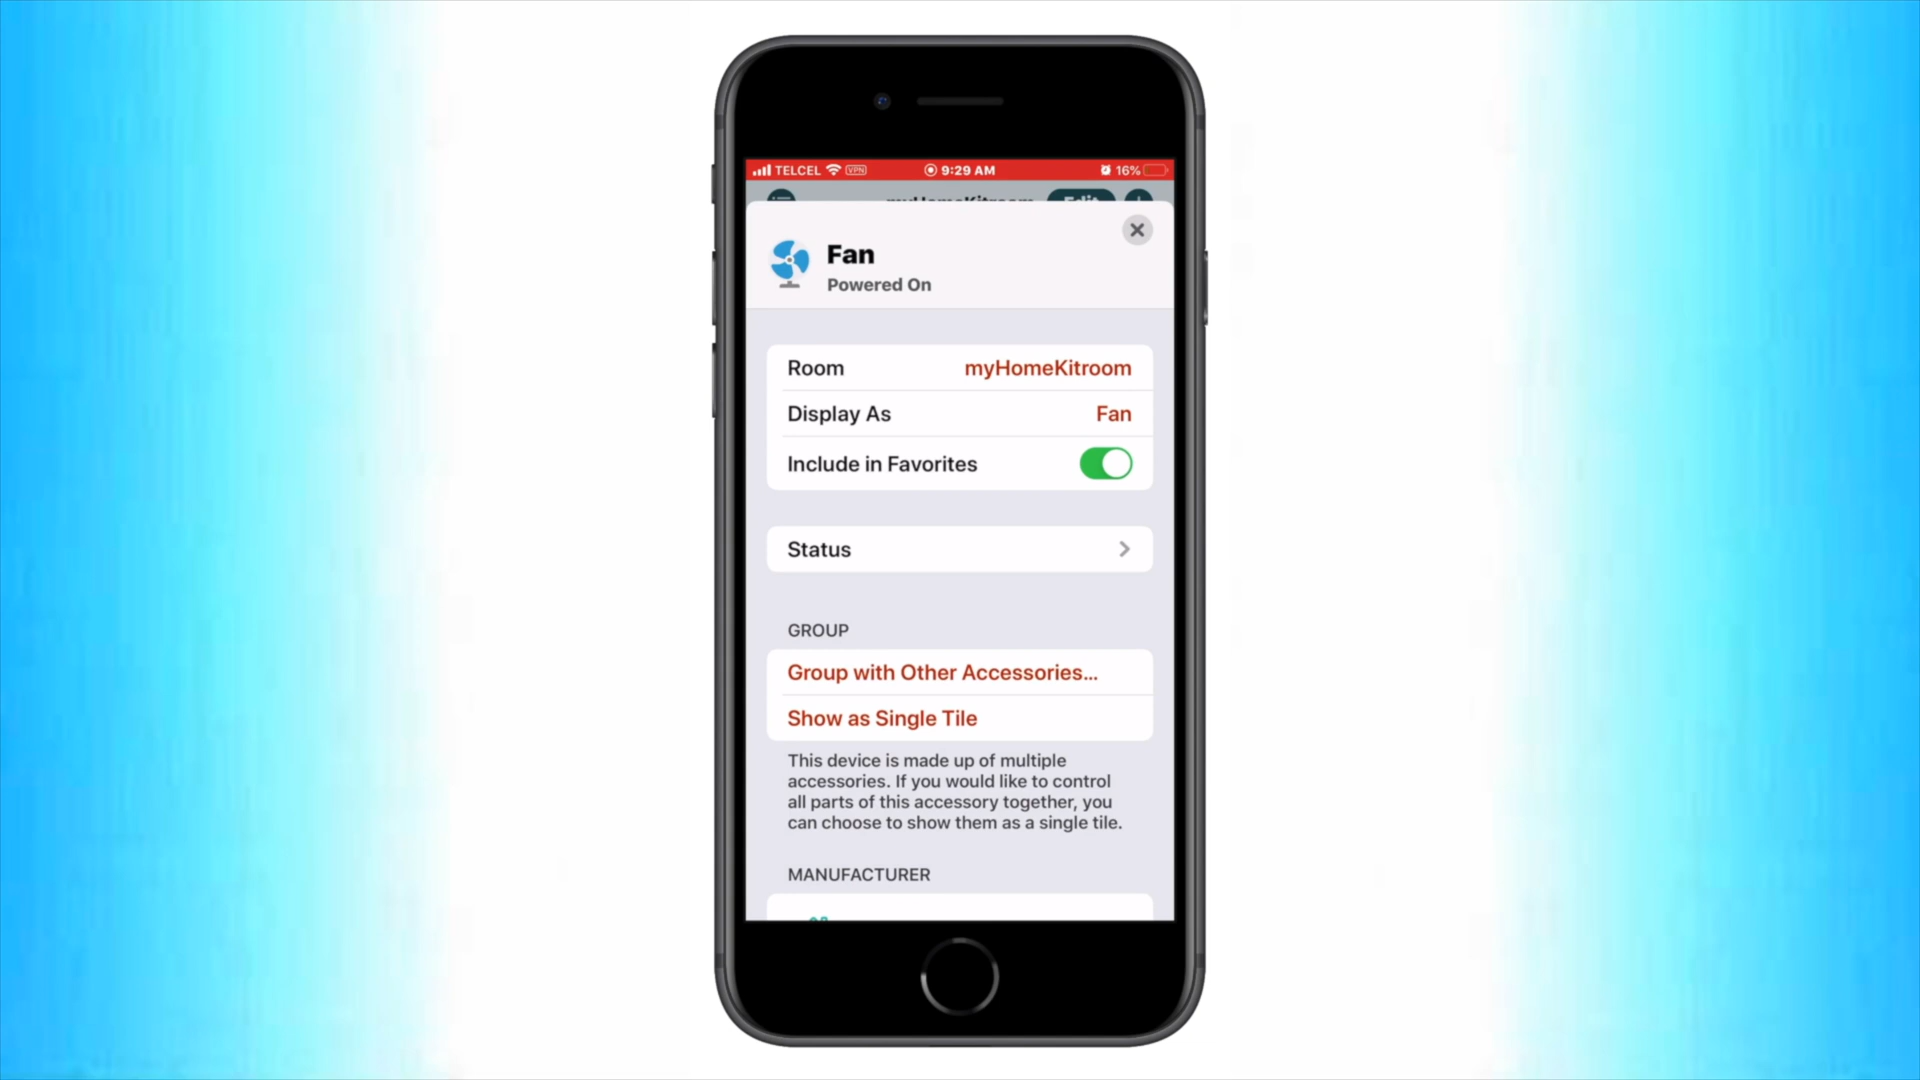 TELCEL VPN 9:29 AM 16%
myHomeKitroom Edit
Fan
Powered On
Room myHomeKitroom
Display As Fan
Include in Favorites
Status
GROUP
Group with Other Accessories...
Show as Single Tile
This device is made up of multiple
accessories. If you would like to control
all parts of this accessory together, you
can choose to show them as a single tile.
MANUFACTURER